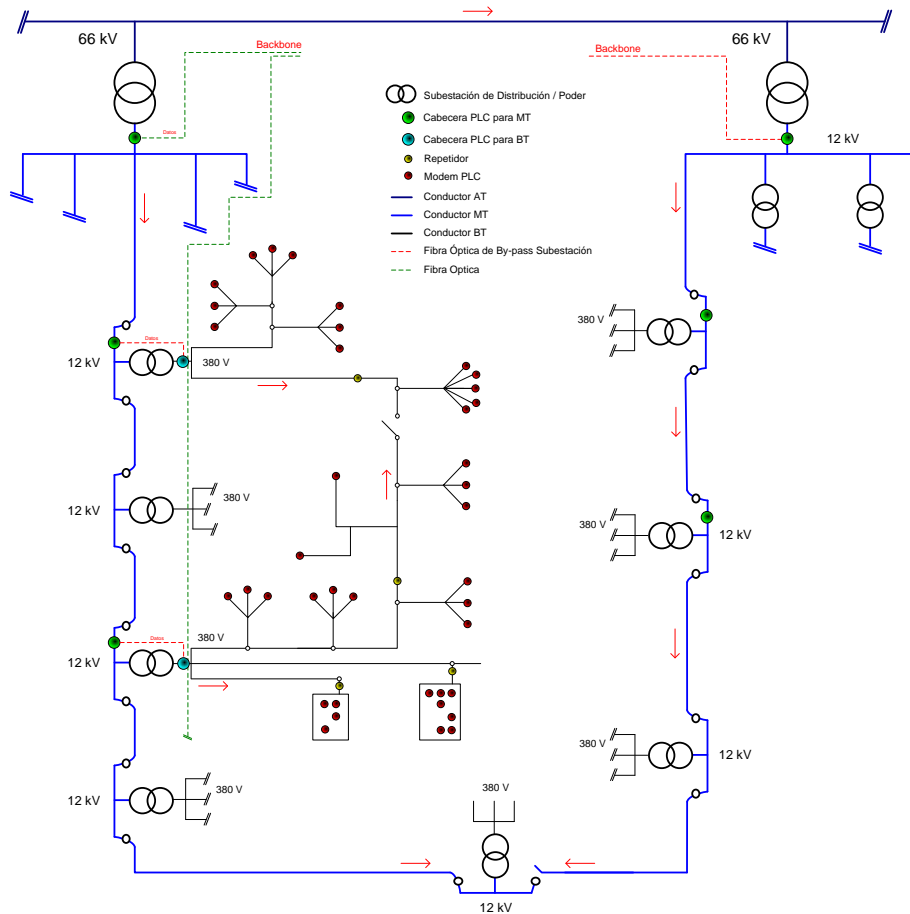 66 kV
Backbone
Backbone
66 kV
Subestación de Distribución / Poder
Cabecera PLC para MT
Datos
12 kV
Cabecera PLC para BT
Repetidor
Modem PLC
Conductor AT
Conductor MT
Conductor BT
Fibra Óptica de By-pass Subestación
Fibra Optica
380 V
Datos
12 kV
380 V
12 kV
380 V
380 V
12 kV
Datos
380 V
12 kV
380 V
12 kV
12 kV
380 V
380 V
12 kV